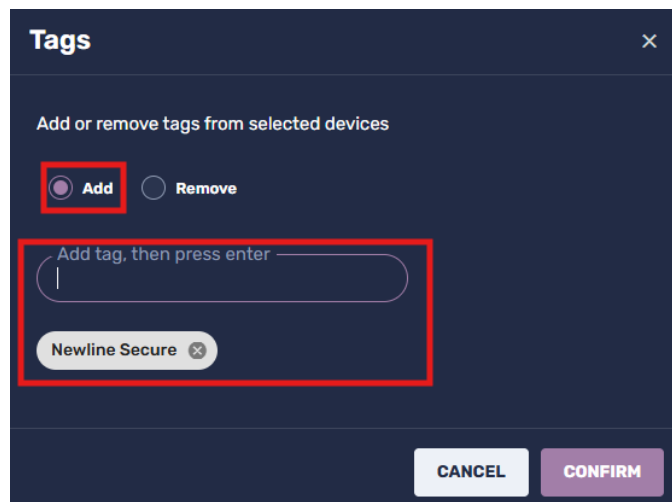 Tags
Add or remove tags from selected devices
Add Remove
Add tag, then press enter
Newline Secure
CANCEL CONFIRM